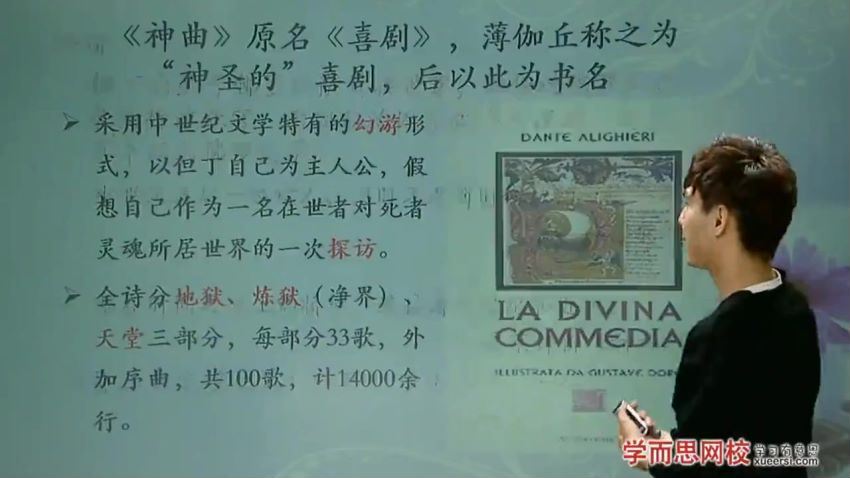 《神曲》原名《喜剧》，薄伽丘称之为
“神圣的”喜剧，后以此为书名
采用中世纪文学特有的幻游形
式，以但丁自己为主人公，假
想自己作为一名在世者对死者
灵魂所居世界的一次探访。
全诗分地狱、炼狱（净界）、
天堂三部分，每部分33歌，外
加序曲，共100歌，计14000余
行。
DANTE ALIGHIERI
LA DIVINA
COMMEDIA
ILLUSTRATA DA GUSTAVE DORE
学而思网校
学习有意思
xueersi.com